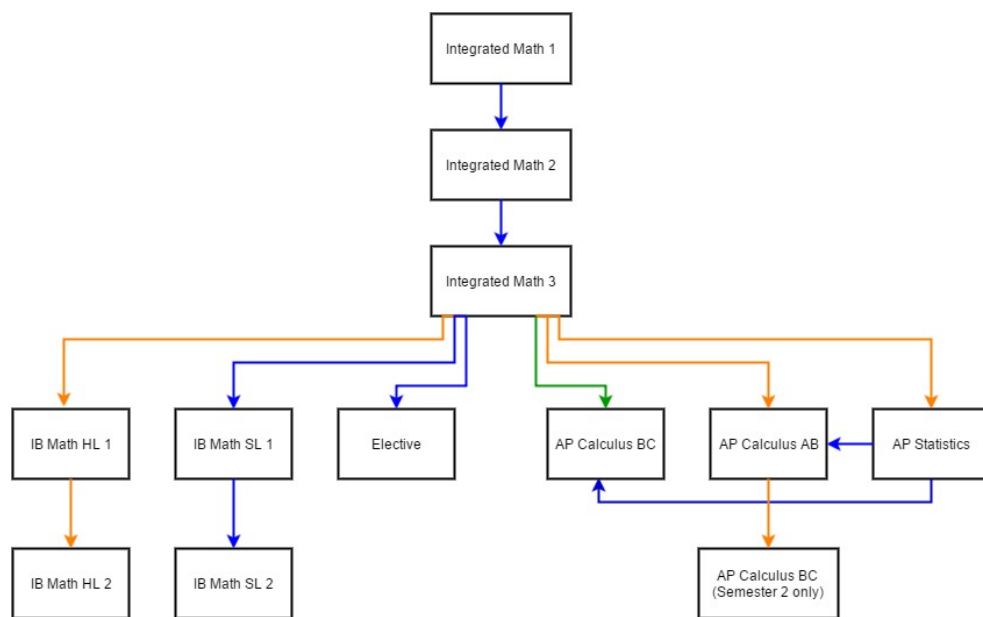 Integrated Math 1
Integrated Math 2
Integrated Math 3
IB Math HL 1
IB Math SL 1
Elective
AP Calculus BC
AP Calculus AB
AP Statistics
IB Math HL 2
IB Math SL 2
AP Calculus BC
(Semester 2 only)